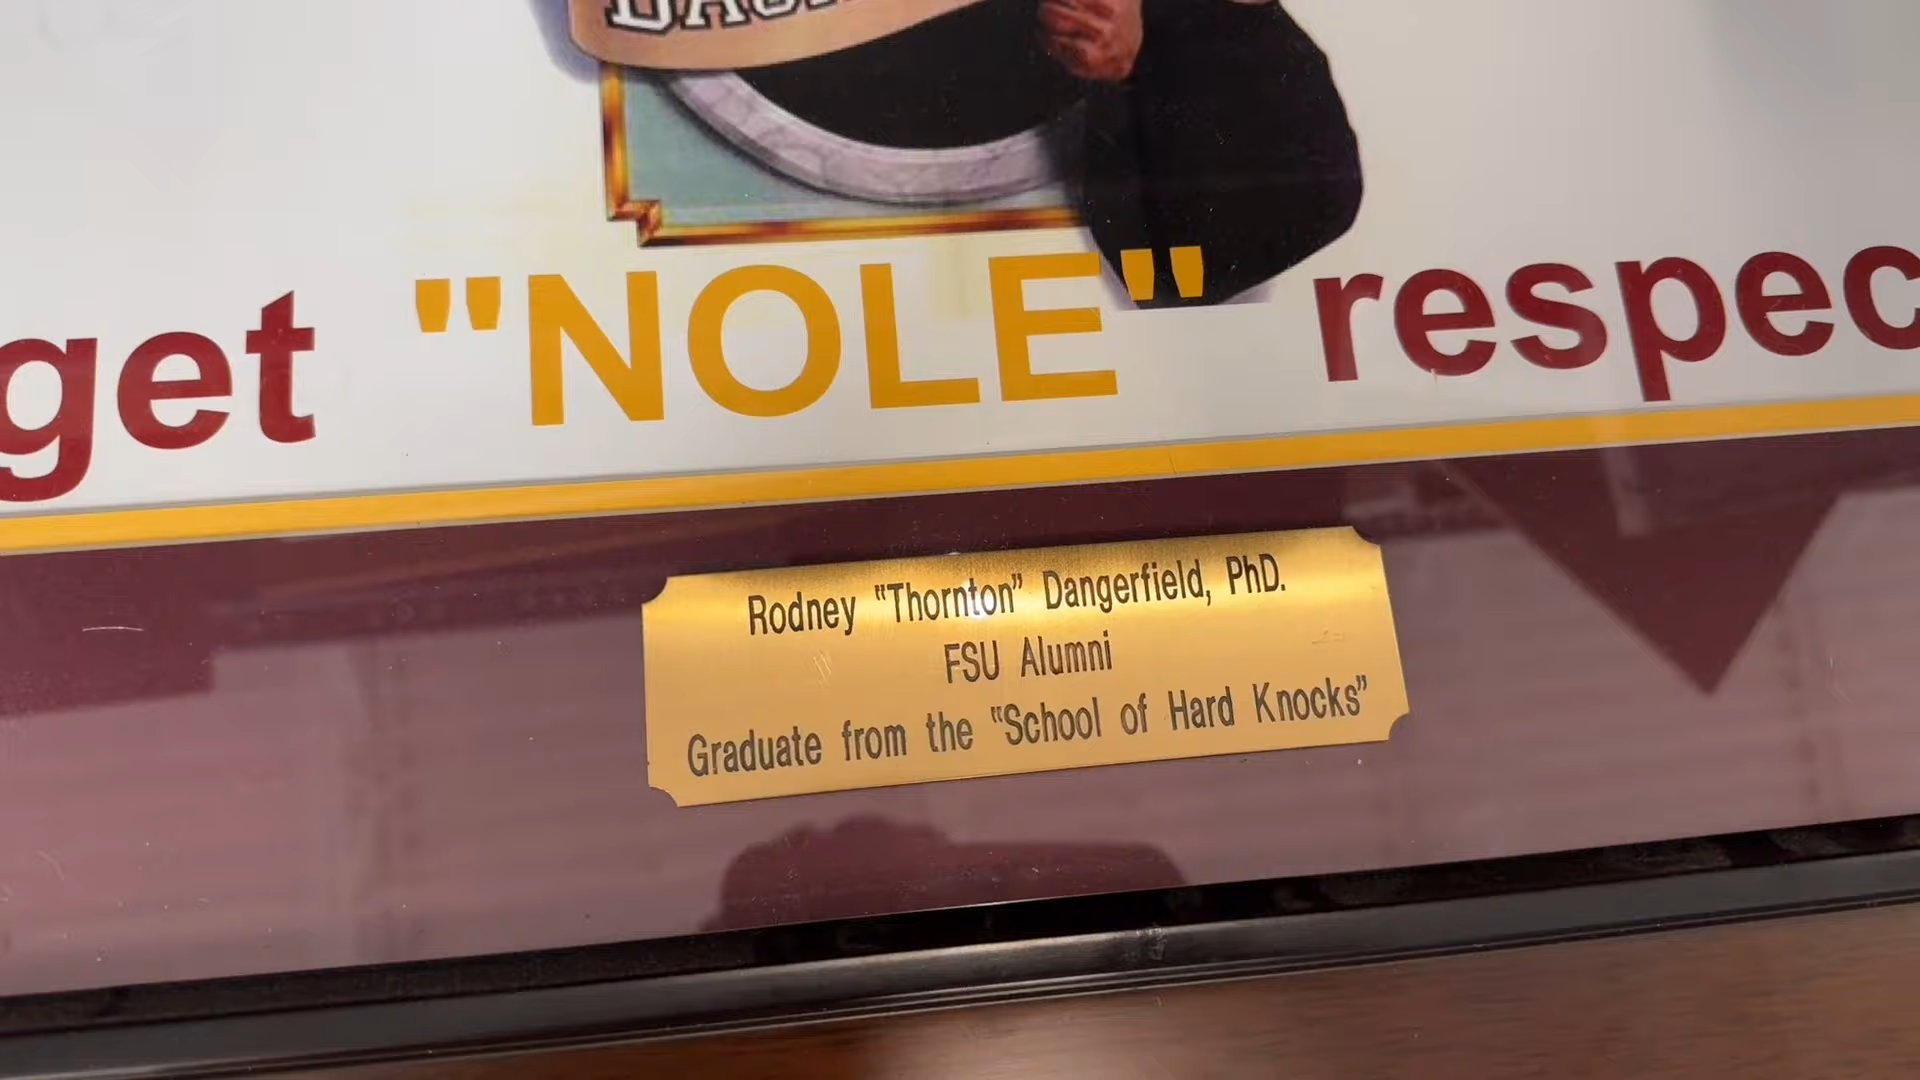 get "NOLE" respec
Rodney "Thornton" Dangerfield, PhD.
FSU Alumni
Graduate from the "School of Hard Knocks"